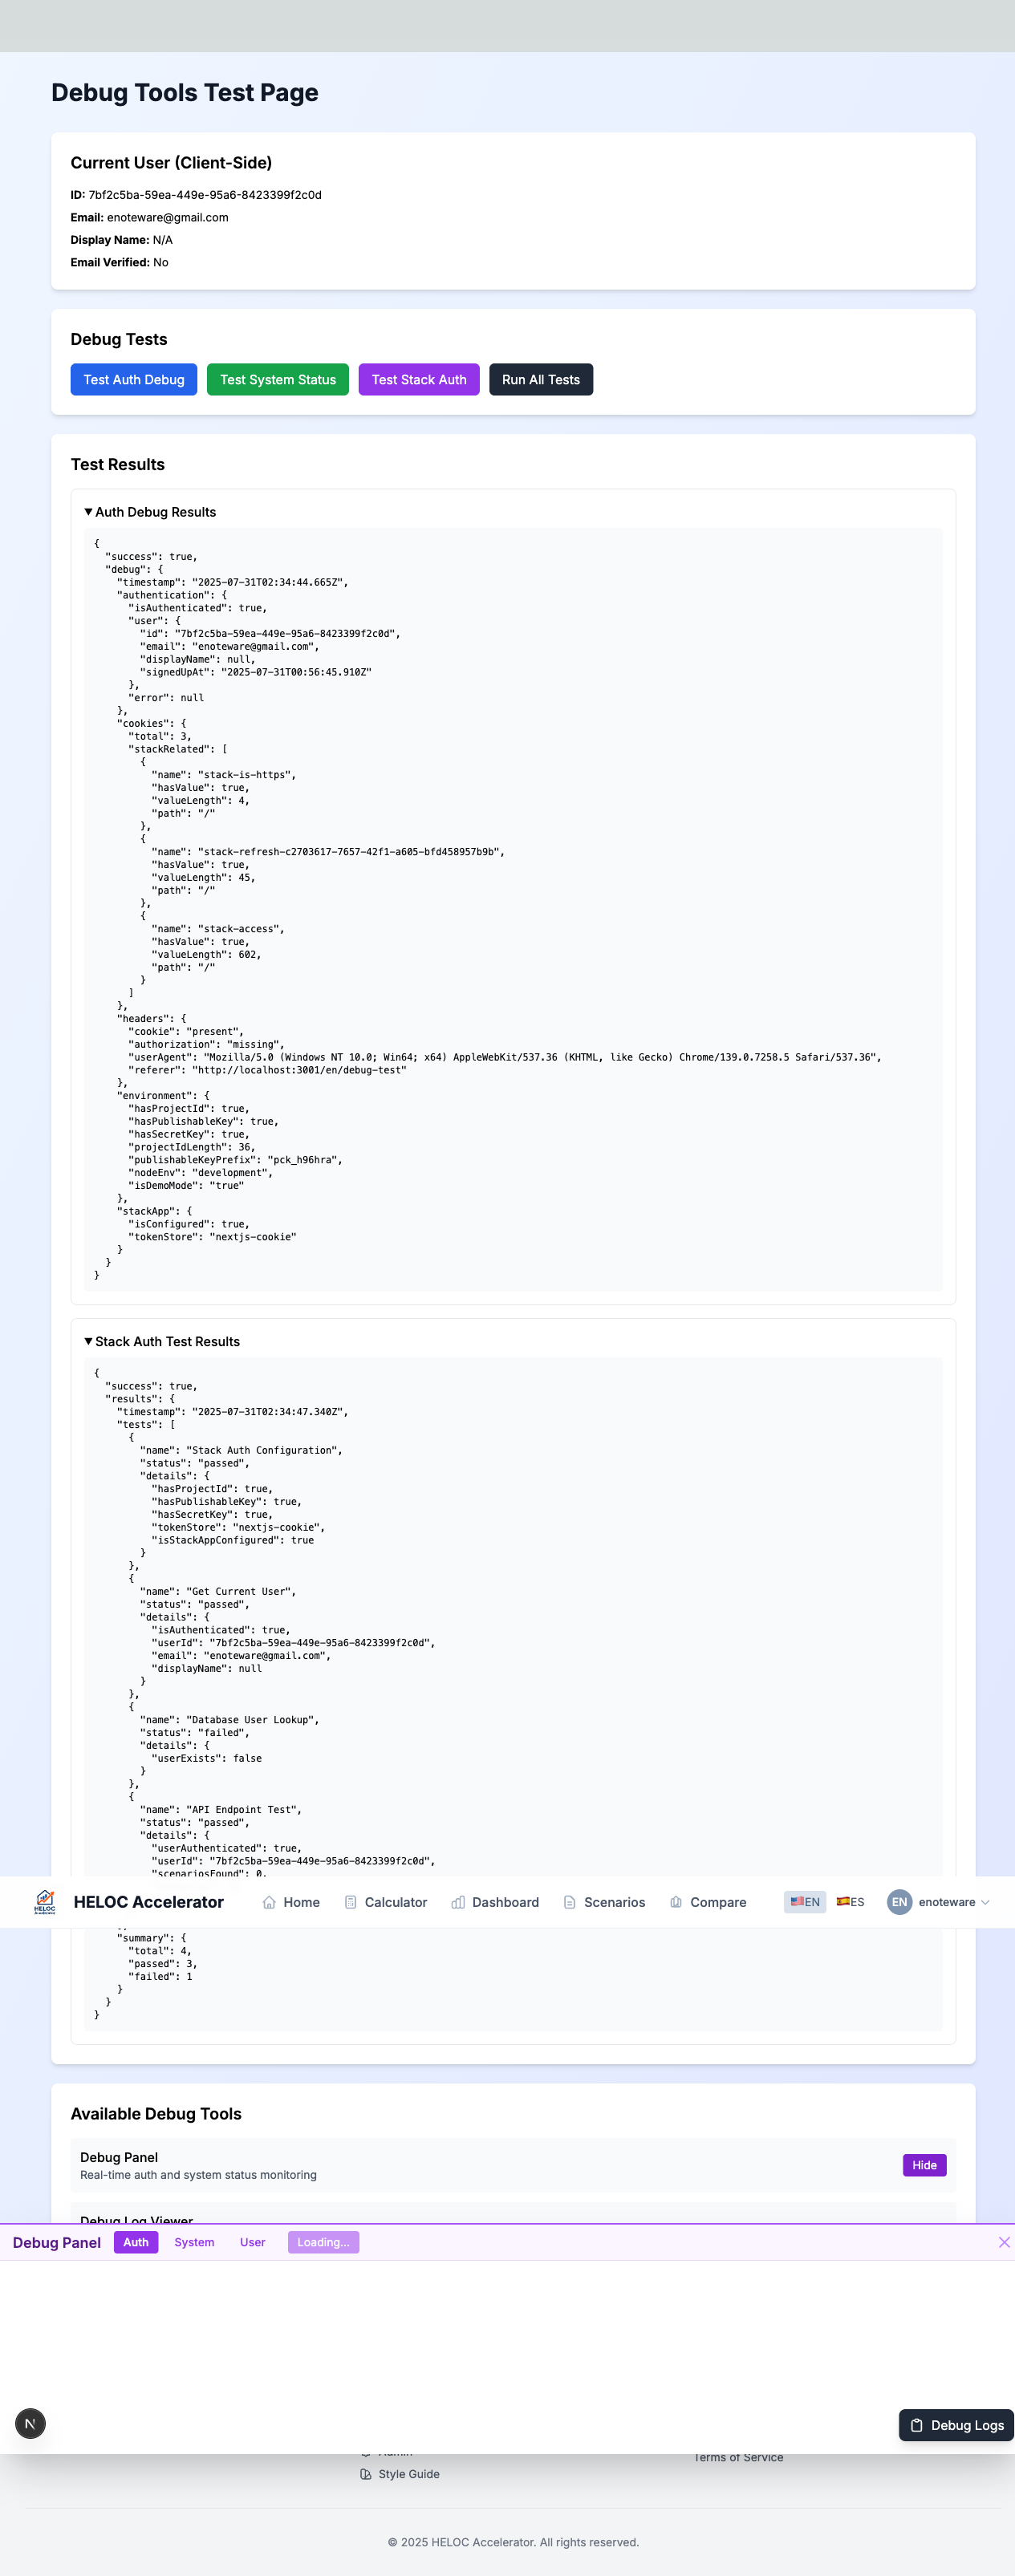 Debug Tools Test Page
Current User (Client-Side)
ID: 7bf2c5ba-59ea-449e-95a6-8423399f2c0d
Email: enoteware@gmail.com
Display Name: N/A
Email Verified: No
Debug Tests
Test Auth Debug Test System Status Test Stack Auth Run All Tests
Test Results
▼ Auth Debug Results
{
  "success": true,
  "debug": {
    "timestamp": "2025-07-31T02:34:44.665Z",
    "authentication": {
      "isAuthenticated": true,
      "user": {
        "id": "7bf2c5ba-59ea-449e-95a6-8423399f2c0d",
        "email": "enoteware@gmail.com",
        "displayName": null,
        "signedUpAt": "2025-07-31T00:56:45.910Z"
      },
      "error": null
    },
    "cookies": {
      "total": 3,
      "stackRelated": [
        {
          "name": "stack-is-https",
          "hasValue": true,
          "valueLength": 4,
          "path": "/"
        },
        {
          "name": "stack-refresh-c2703617-7657-42f1-a605-bfd458957b9b",
          "hasValue": true,
          "valueLength": 45,
          "path": "/"
        },
        {
          "name": "stack-access",
          "hasValue": true,
          "valueLength": 602,
          "path": "/"
        }
      ]
    },
    "headers": {
      "cookie": "present",
      "authorization": "missing",
      "userAgent": "Mozilla/5.0 (Windows NT 10.0; Win64; x64) AppleWebKit/537.36 (KHTML, like Gecko) Chrome/139.0.7258.5 Safari/537.36",
      "referer": "http://localhost:3001/en/debug-test"
    },
    "environment": {
      "hasProjectId": true,
      "hasPublishableKey": true,
      "hasSecretKey": true,
      "projectIdLength": 36,
      "publishableKeyPrefix": "pck_h96hra",
      "nodeEnv": "development",
      "isDemoMode": "true"
    },
    "stackApp": {
      "isConfigured": true,
      "tokenStore": "nextjs-cookie"
    }
  }
}
▼ Stack Auth Test Results
{
  "success": true,
  "results": {
    "timestamp": "2025-07-31T02:34:47.340Z",
    "tests": [
      {
        "name": "Stack Auth Configuration",
        "status": "passed",
        "details": {
          "hasProjectId": true,
          "hasPublishableKey": true,
          "hasSecretKey": true,
          "tokenStore": "nextjs-cookie",
          "isStackAppConfigured": true
        }
      },
      {
        "name": "Get Current User",
        "status": "passed",
        "details": {
          "isAuthenticated": true,
          "userId": "7bf2c5ba-59ea-449e-95a6-8423399f2c0d",
          "email": "enoteware@gmail.com",
          "displayName": null
        }
      },
      {
        "name": "Database User Lookup",
        "status": "failed",
        "details": {
          "userExists": false
        }
      },
      {
        "name": "API Endpoint Test",
        "status": "passed",
        "details": {
          "userAuthenticated": true,
          "userId": "7bf2c5ba-59ea-449e-95a6-8423399f2c0d",
          "scenariosFound": 0,
HELOC Accelerator Home Calculator Dashboard Scenarios Compare 🇺🇸EN 🇪🇸ES EN enoteware
    "summary": {
      "total": 4,
      "passed": 3,
      "failed": 1
    }
  }
}
Available Debug Tools
Debug Panel
Real-time auth and system status monitoring
Hide
Debug Log Viewer
Debug Panel Auth System User Loading...
N
Debug Logs
Admin
Terms of Service
Style Guide
© 2025 HELOC Accelerator. All rights reserved.